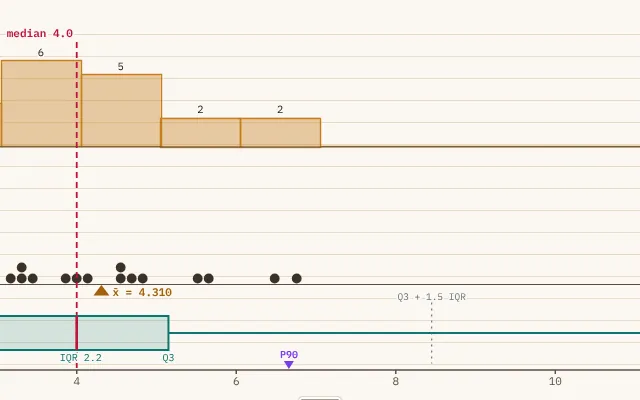 median 4.0
6
5
2
2
x̄ = 4.310
Q3 + 1.5 IQR
IQR 2.2
Q3
P90
4
6
8
10